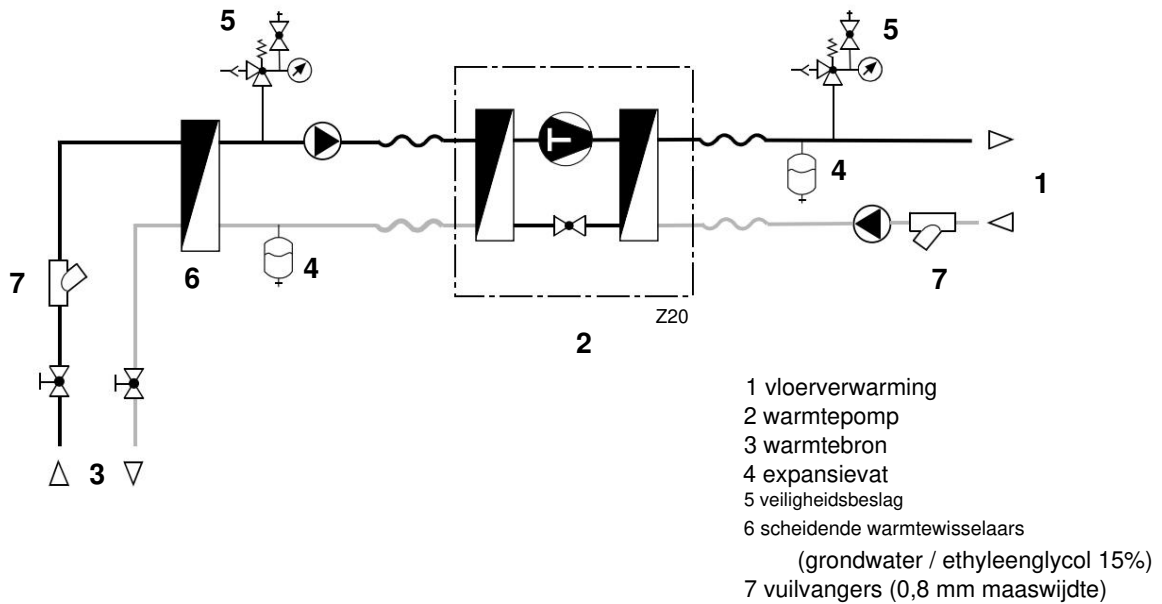 5
5
4
1
6
4
7
7
Z20
2
3
1 vloerverwarming
2 warmtepomp
3 warmtebron
4 expansievat
5 veiligheidsbeslag
6 scheidende warmtewisselaars
(grondwater / ethyleenglycol 15%)
7 vuilvangers (0,8 mm maaswijdte)